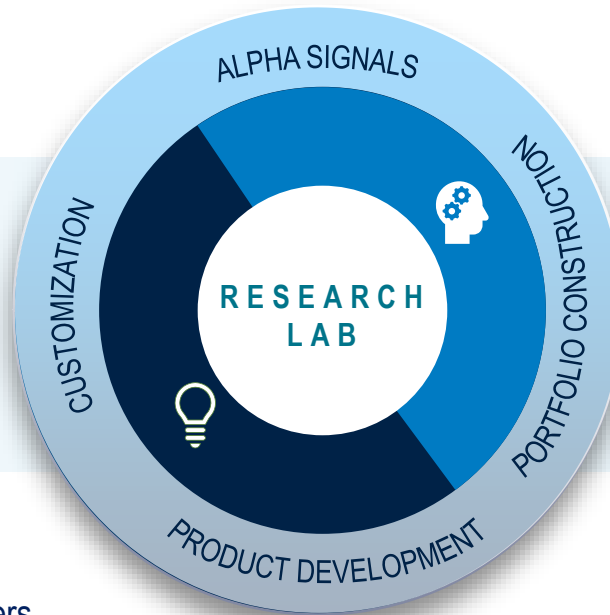 ALPHA SIGNALS
PORTFOLIO CONSTRUCTION
CUSTOMIZATION
RESEARCH
LAB
PRODUCT DEVELOPMENT